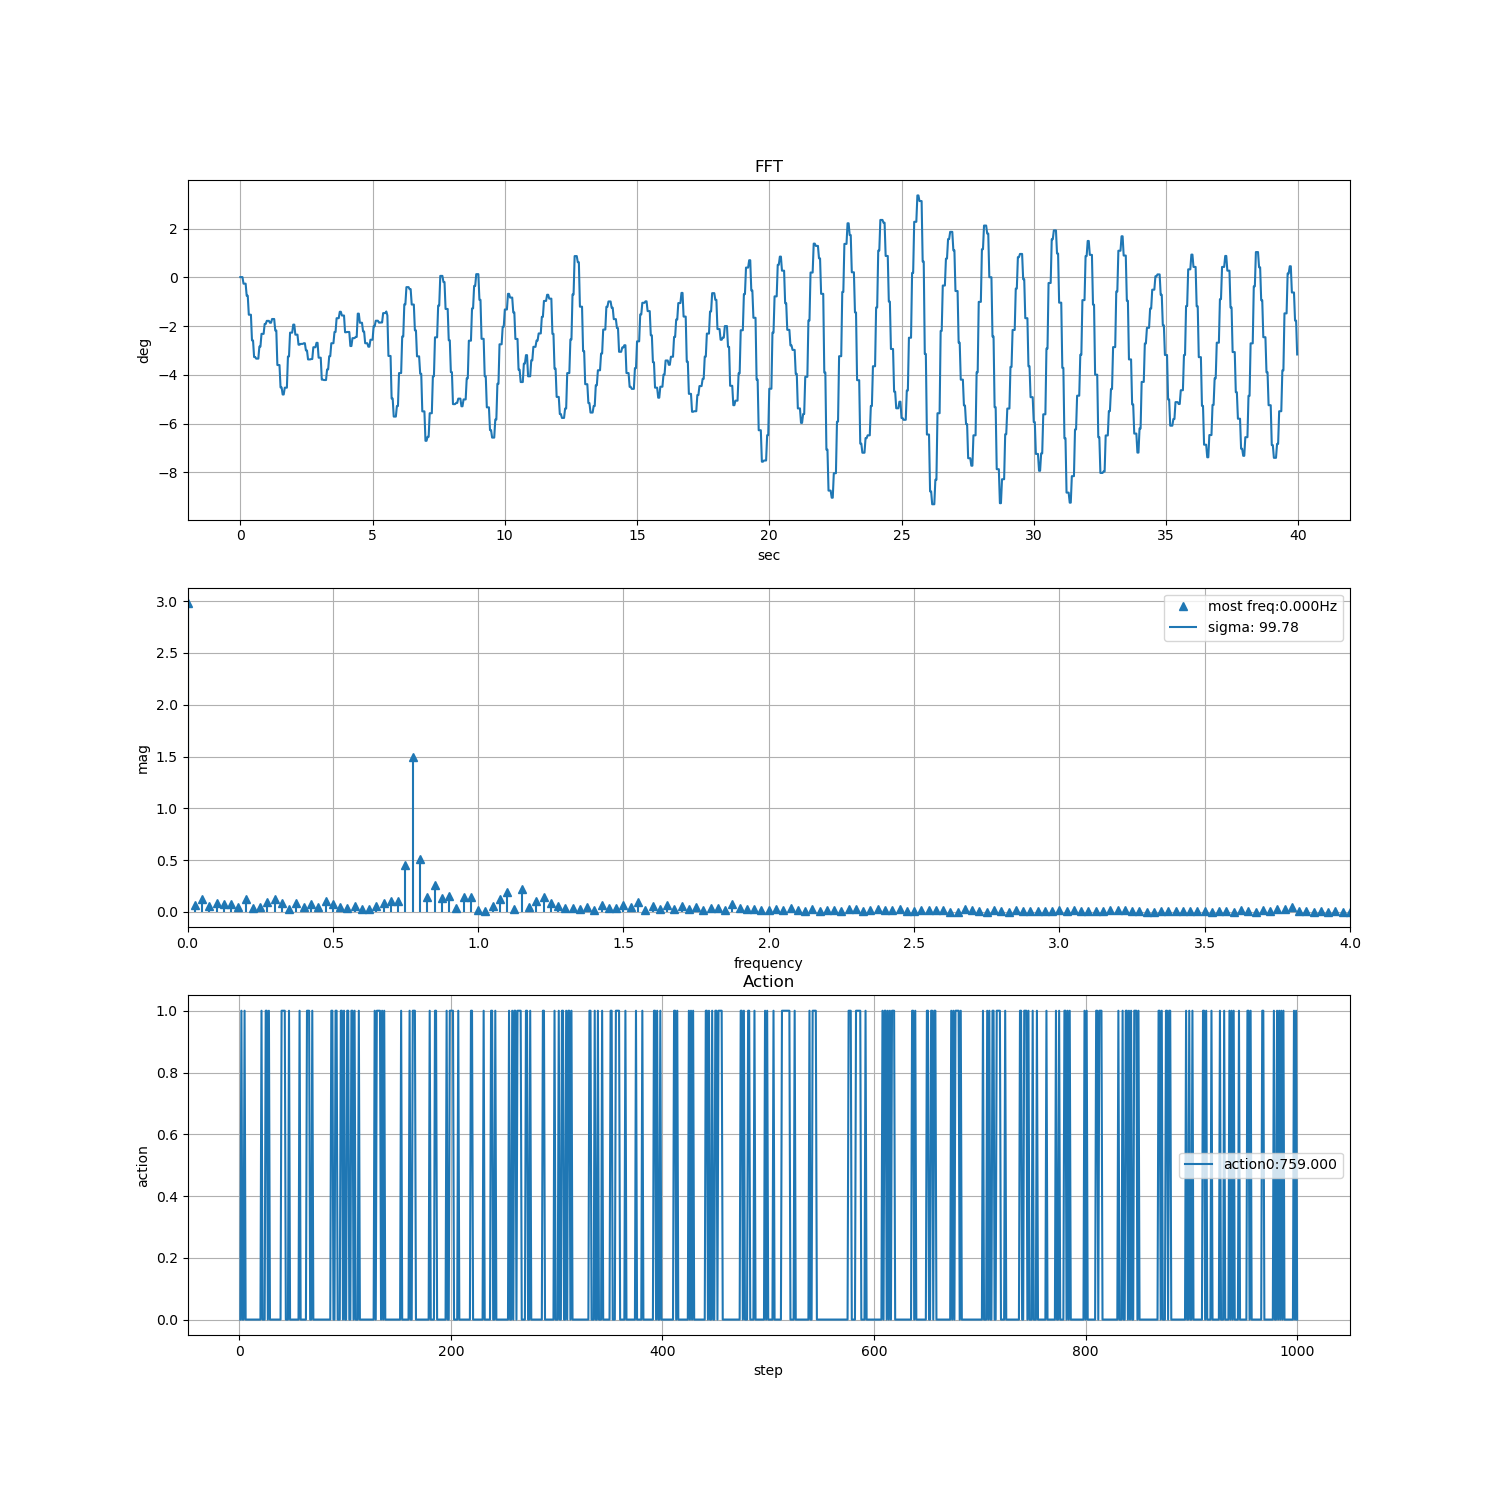 FFT
2
0
−2
−4
−6
−8
deg
0 5 10 15 20 25 30 35 40
sec
3.0
2.5
2.0
1.5
1.0
0.5
0.0
mag
most freq:0.000Hz
sigma: 99.78
0.0 0.5 1.0 1.5 2.0 2.5 3.0 3.5 4.0
frequency
Action
1.0
0.8
0.6
0.4
0.2
0.0
action
action0:759.000
0 200 400 600 800 1000
step